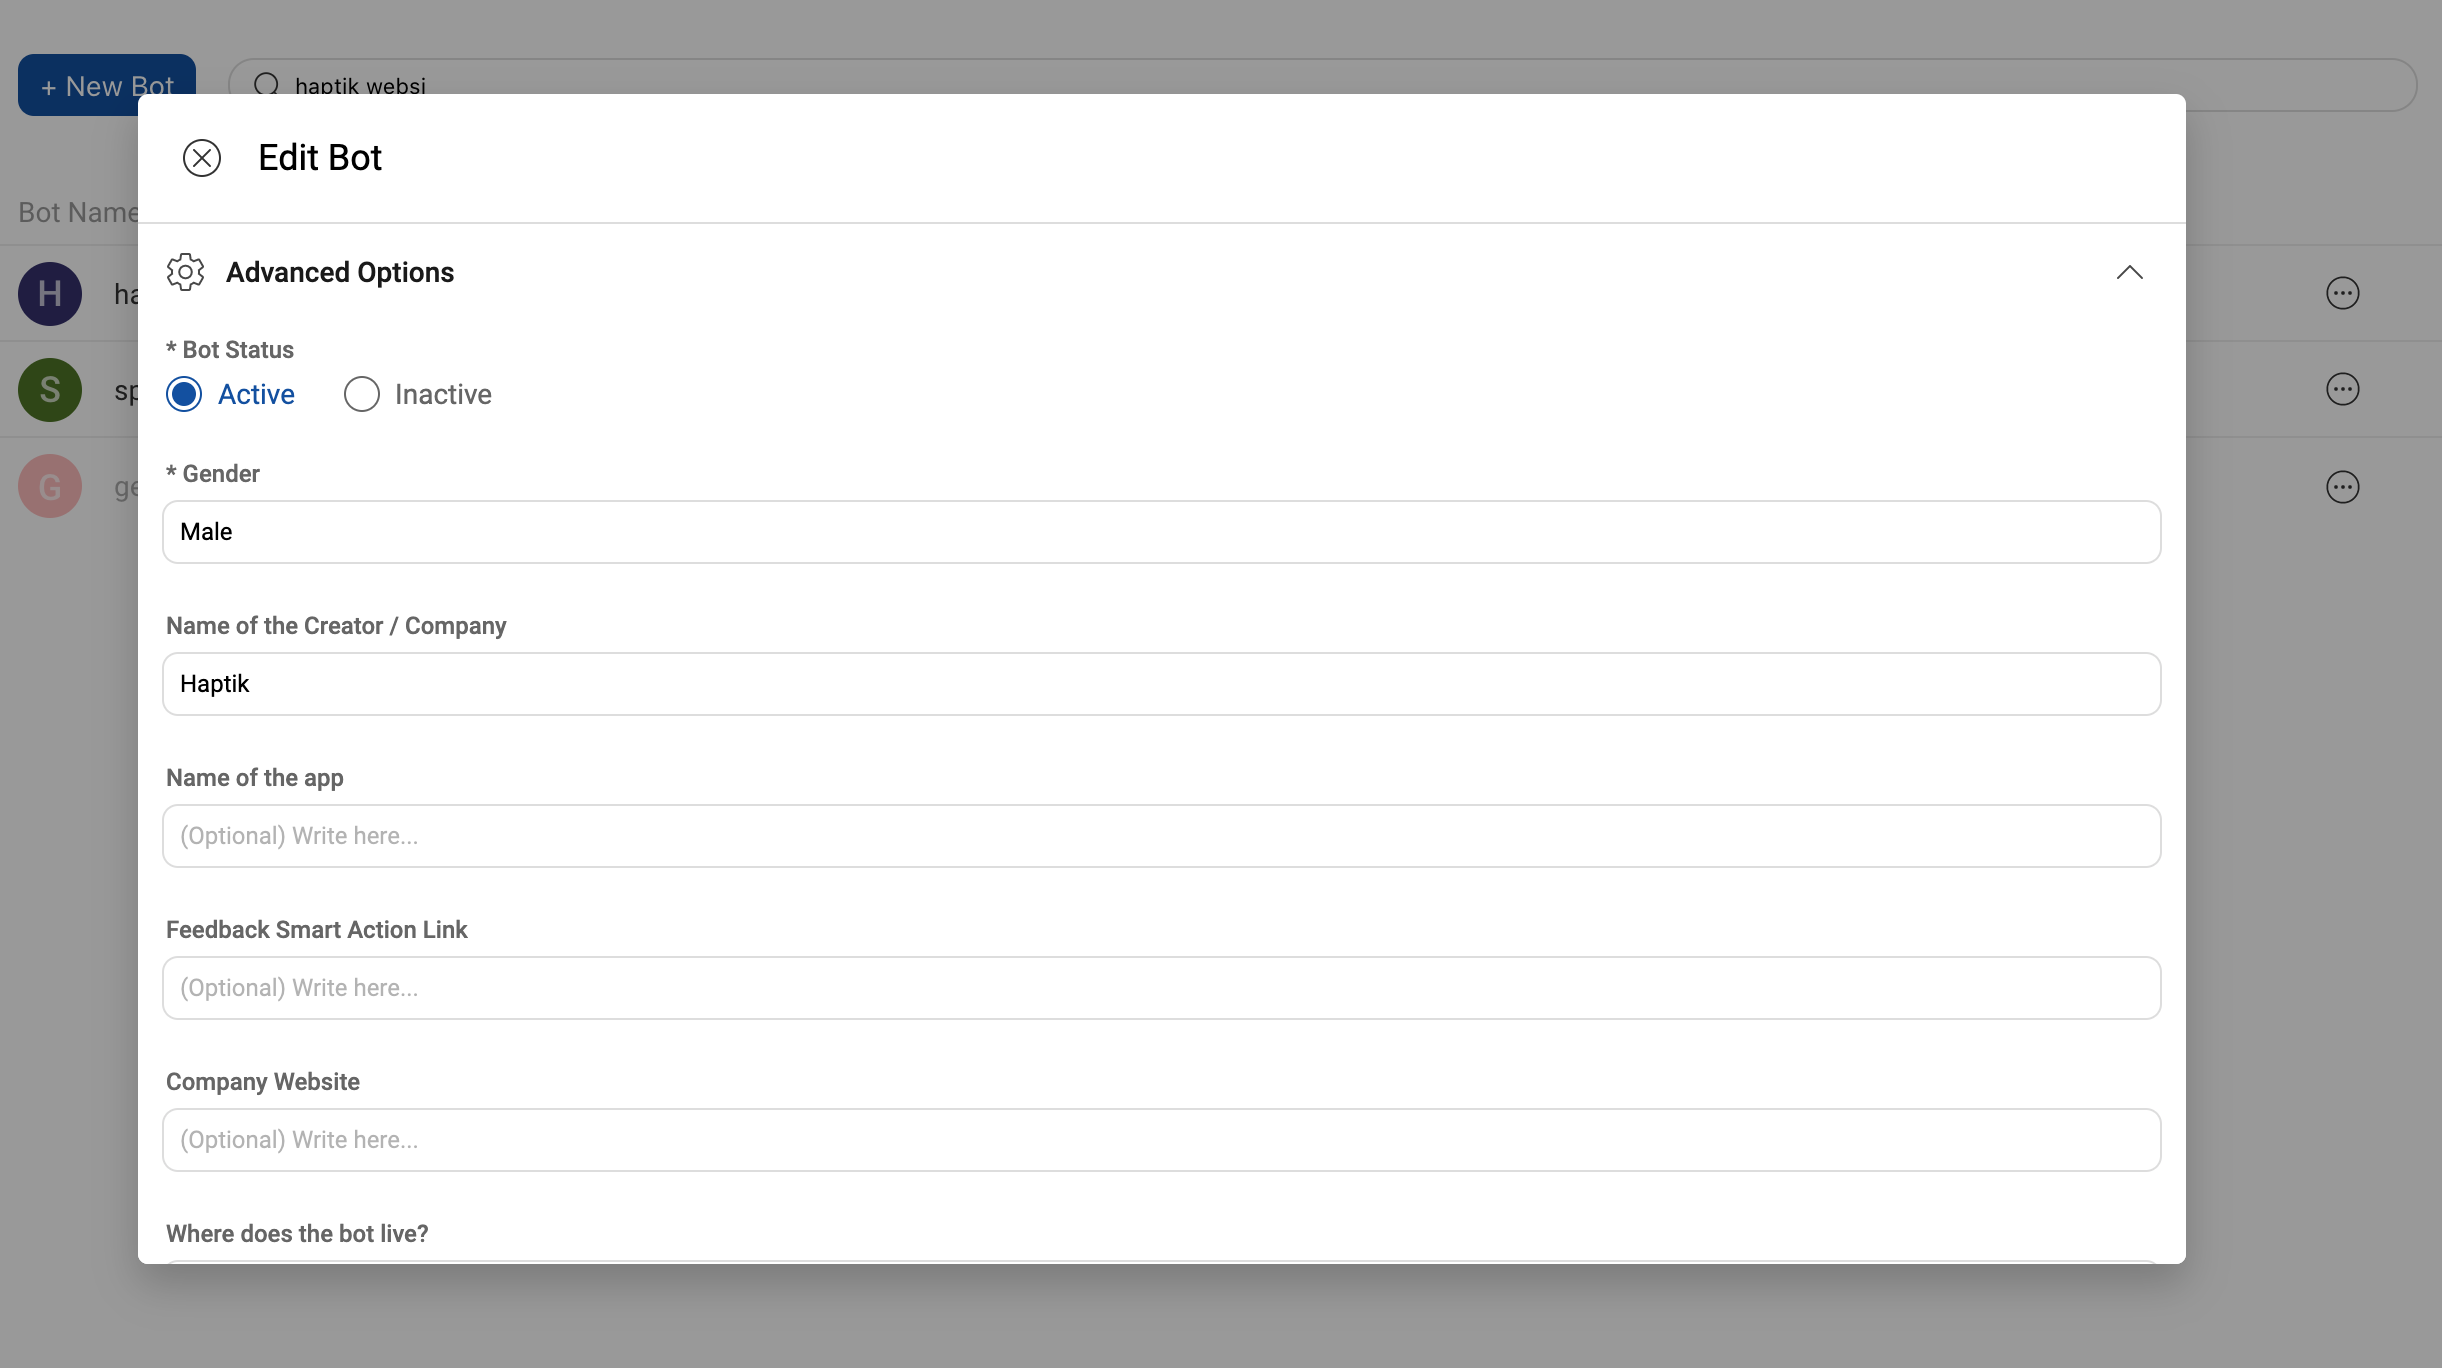 + New Bot
haptik websi
Edit Bot
Bot Name
Advanced Options
H
ha
* Bot Status
S
sp
Active
Inactive
* Gender
G
ge
Male
Name of the Creator / Company
Haptik
Name of the app
(Optional) Write here...
Feedback Smart Action Link
(Optional) Write here...
Company Website
(Optional) Write here...
Where does the bot live?